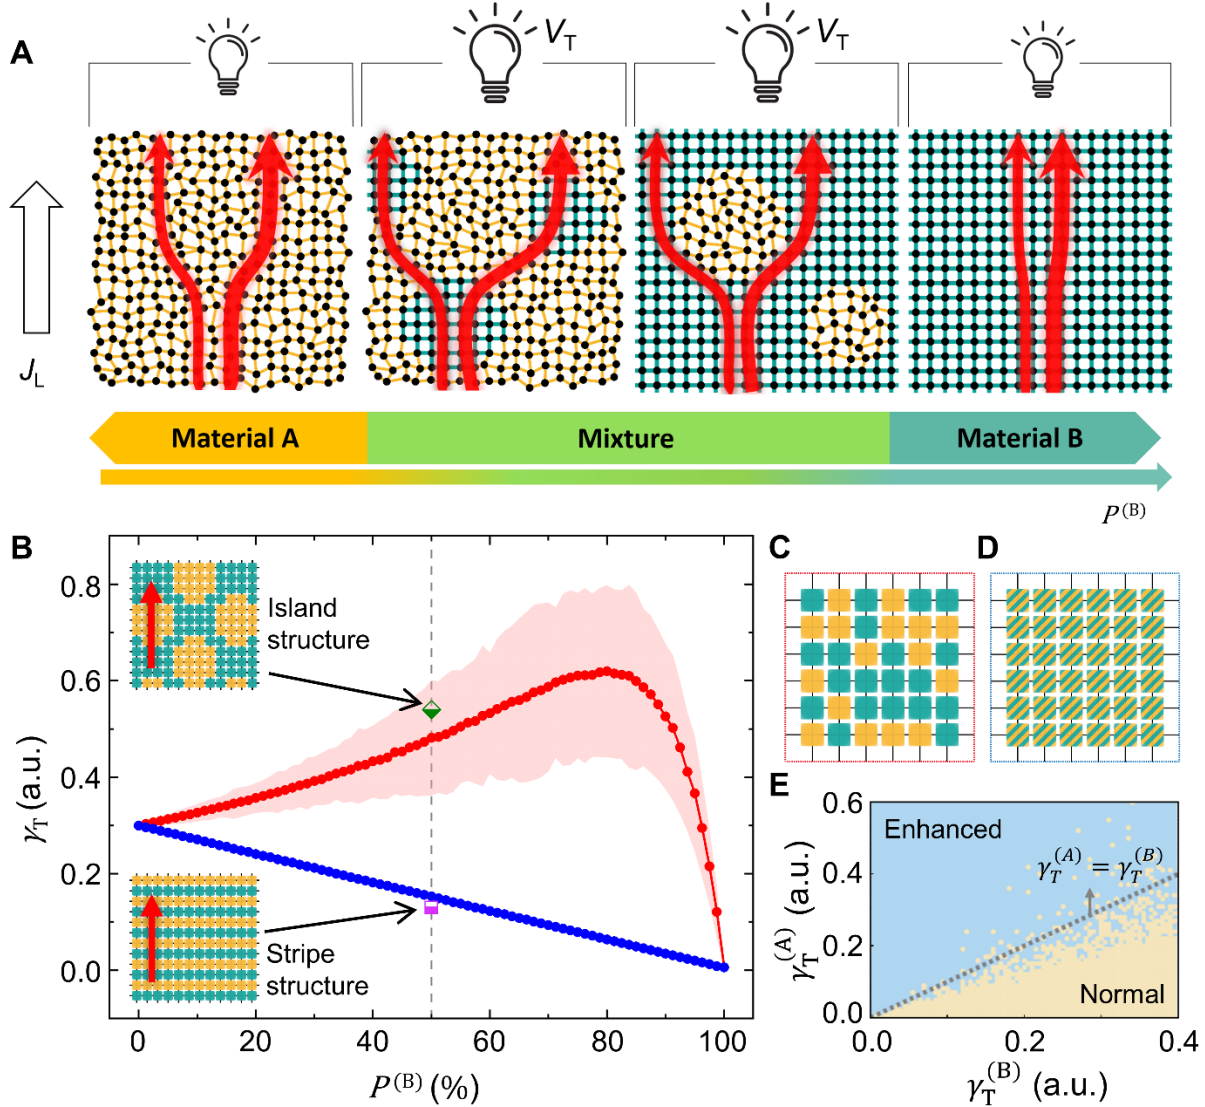 A
V_T
V_T
J_L
Material A
Mixture
Material B
P^(B)
B
0.8
0.6
0.4
0.2
0.0
γ_T (a.u.)
Island
structure
Stripe
structure
0
20
40
60
80
100
P^(B) (%)
C
D
E
0.6
0.4
0.2
0.0
γ_T^(A) (a.u.)
Enhanced
γ_T^(A) = γ_T^(B)
Normal
0.0
0.2
0.4
γ_T^(B) (a.u.)